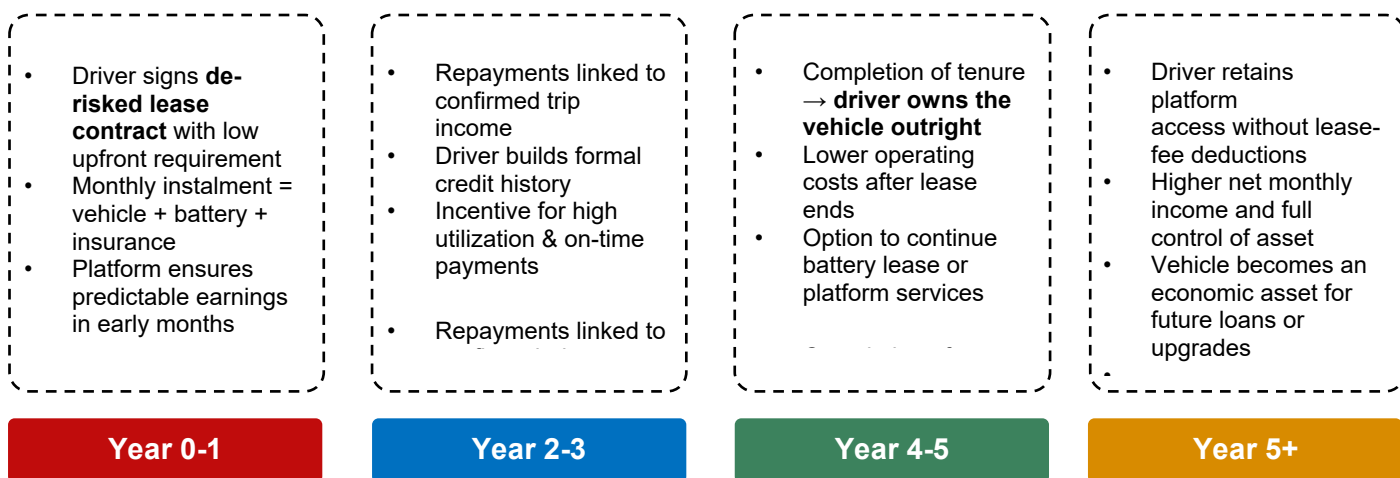 • Driver signs de-
risked lease
contract with low
upfront requirement
• Monthly instalment =
vehicle + battery +
insurance
• Platform ensures
predictable earnings
in early months
Year 0-1
• Repayments linked to
confirmed trip
income
• Driver builds formal
credit history
• Incentive for high
utilization & on-time
payments
• Repayments linked to
Year 2-3
• Completion of tenure
→ driver owns the
vehicle outright
• Lower operating
costs after lease
ends
• Option to continue
battery lease or
platform services
Year 4-5
• Driver retains
platform
access without lease-
fee deductions
• Higher net monthly
income and full
control of asset
• Vehicle becomes an
economic asset for
future loans or
upgrades
•
Year 5+